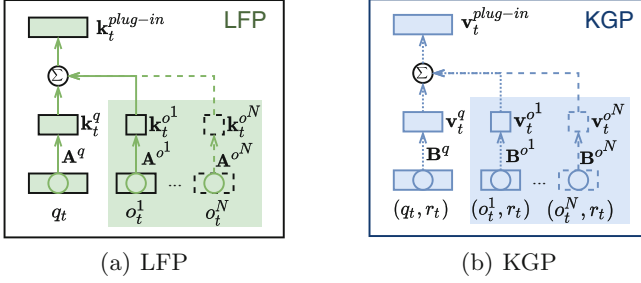 LFP
k_t^{plug-in}
Σ
k_t^q k_t^{o^1} k_t^{o^N}
A^q A^{o^1} A^{o^N}
...
q_t o_t^1 o_t^N
(a) LFP
KGP
v_t^{plug-in}
Σ
v_t^q v_t^{o^1} v_t^{o^N}
B^q B^{o^1} B^{o^N}
...
(q_t, r_t) (o_t^1, r_t) (o_t^N, r_t)
(b) KGP